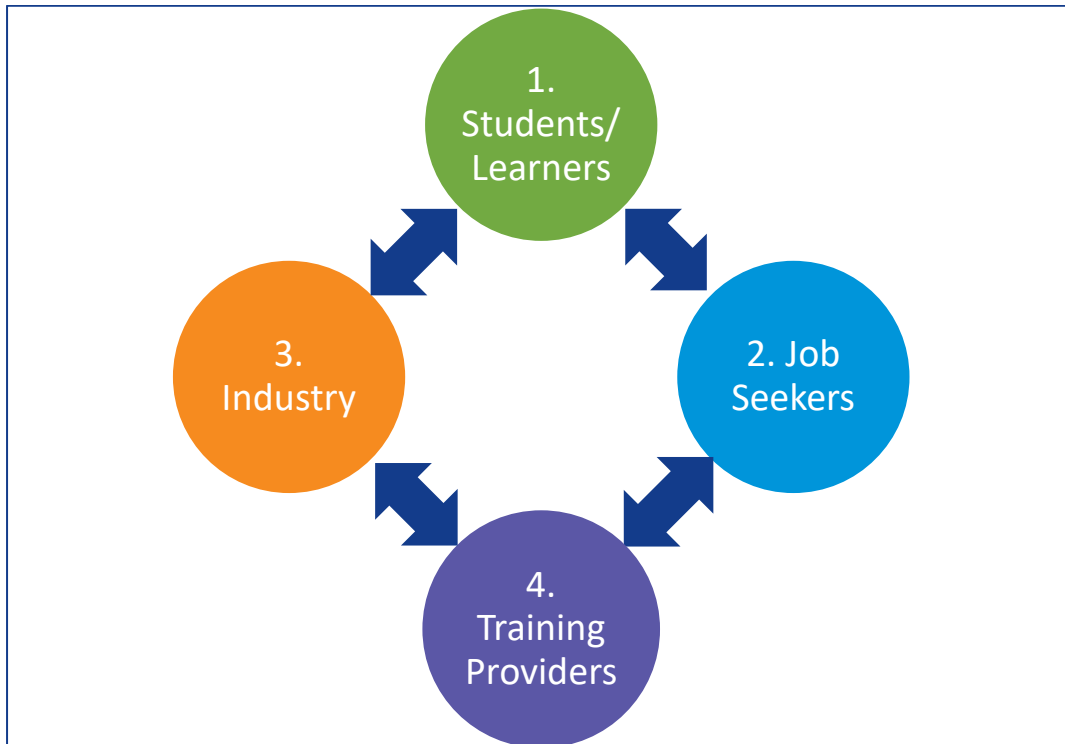 1.
Students/
Learners
2. Job
Seekers
3.
Industry
4.
Training
Providers